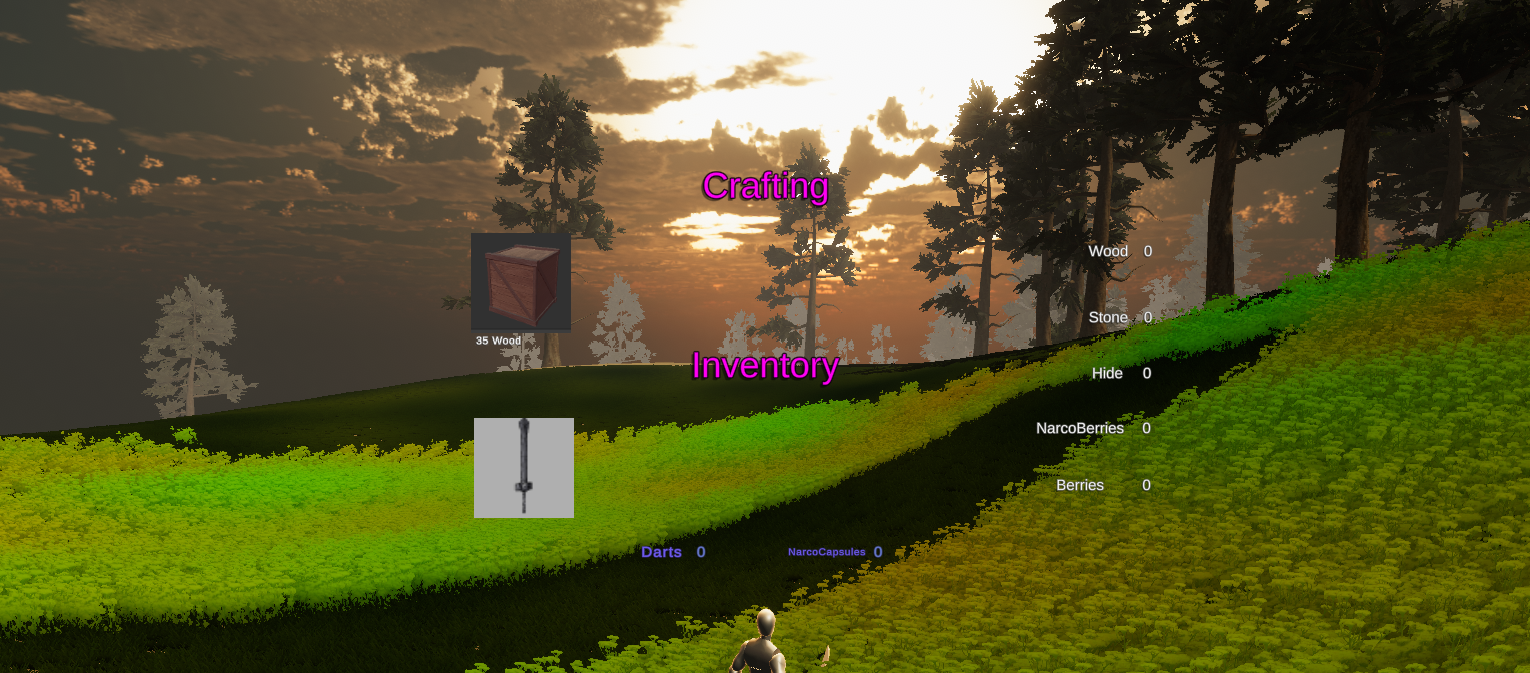 Crafting
Wood 0
Stone 0
35 Wood
Inventory
Hide 0
NarcoBerries 0
Berries 0
Darts 0
NarcoCapsules 0